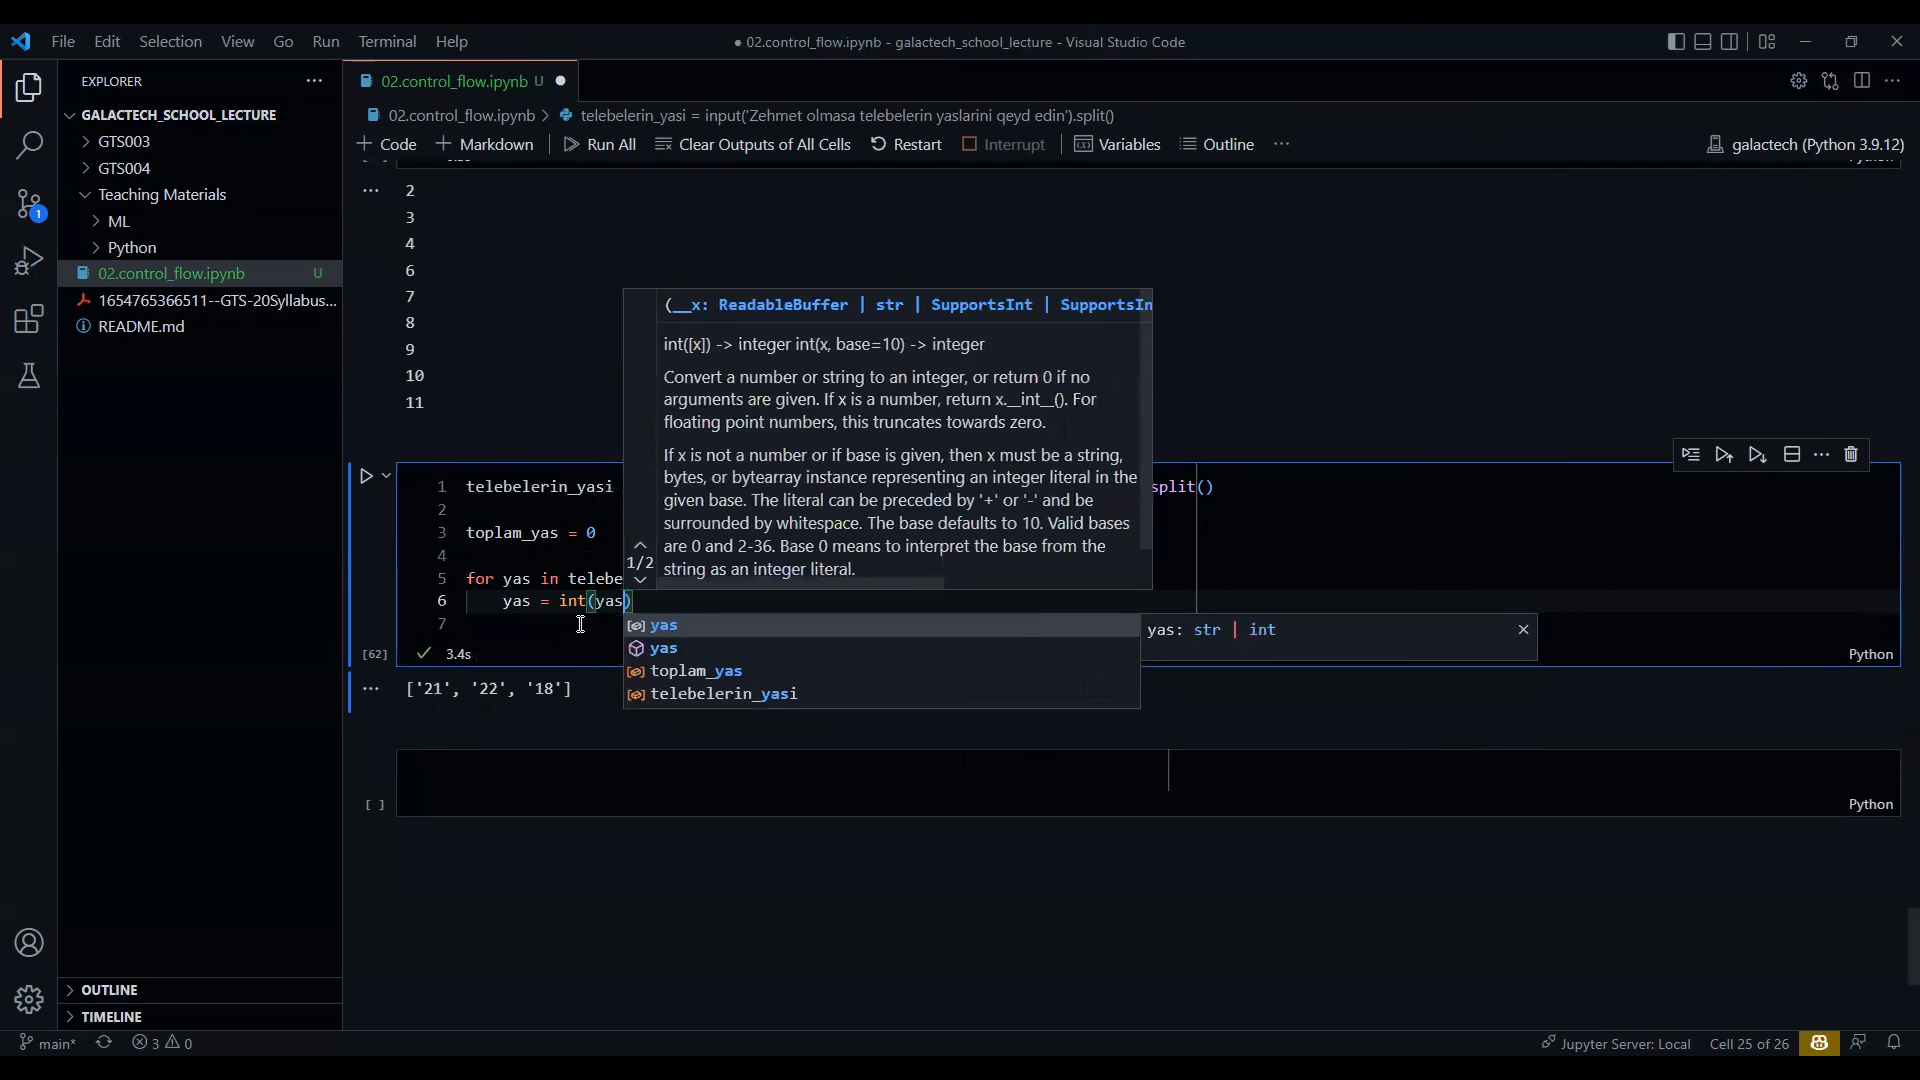 File Edit Selection View Go Run Terminal Help
● 02.control_flow.ipynb - galactech_school_lecture - Visual Studio Code
EXPLORER
GALACTECH_SCHOOL_LECTURE
GTS003
GTS004
Teaching Materials
ML
Python
02.control_flow.ipynb U
1654765366511--GTS-20Syllabus...
README.md
OUTLINE
TIMELINE
1
02.control_flow.ipynb U ●
02.control_flow.ipynb > telebelerin_yasi = input('Zehmet olmasa telebelerin yaslarini qeyd edin').split()
+ Code + Markdown Run All Clear Outputs of All Cells Restart Interrupt Variables Outline ... galactech (Python 3.9.12)
2
3
4
6
7
8
9
10
11
(__x: ReadableBuffer | str | SupportsInt | SupportsIn
int([x]) -> integer int(x, base=10) -> integer
Convert a number or string to an integer, or return 0 if no
arguments are given. If x is a number, return x.__int__(). For
floating point numbers, this truncates towards zero.
If x is not a number or if base is given, then x must be a string,
bytes, or bytearray instance representing an integer literal in the
given base. The literal can be preceded by '+' or '-' and be
surrounded by whitespace. The base defaults to 10. Valid bases
are 0 and 2-36. Base 0 means to interpret the base from the
string as an integer literal.
1/2
1 telebelerin_yasi split()
2
3 toplam_yas = 0
4
5 for yas in telebe
6 yas = int(yas)
7
yas
yas
toplam_yas
telebelerin_yasi
yas: str | int
[62] 3.4s
Python
['21', '22', '18']
[ ]
Python
main* 3 0 Jupyter Server: Local Cell 25 of 26